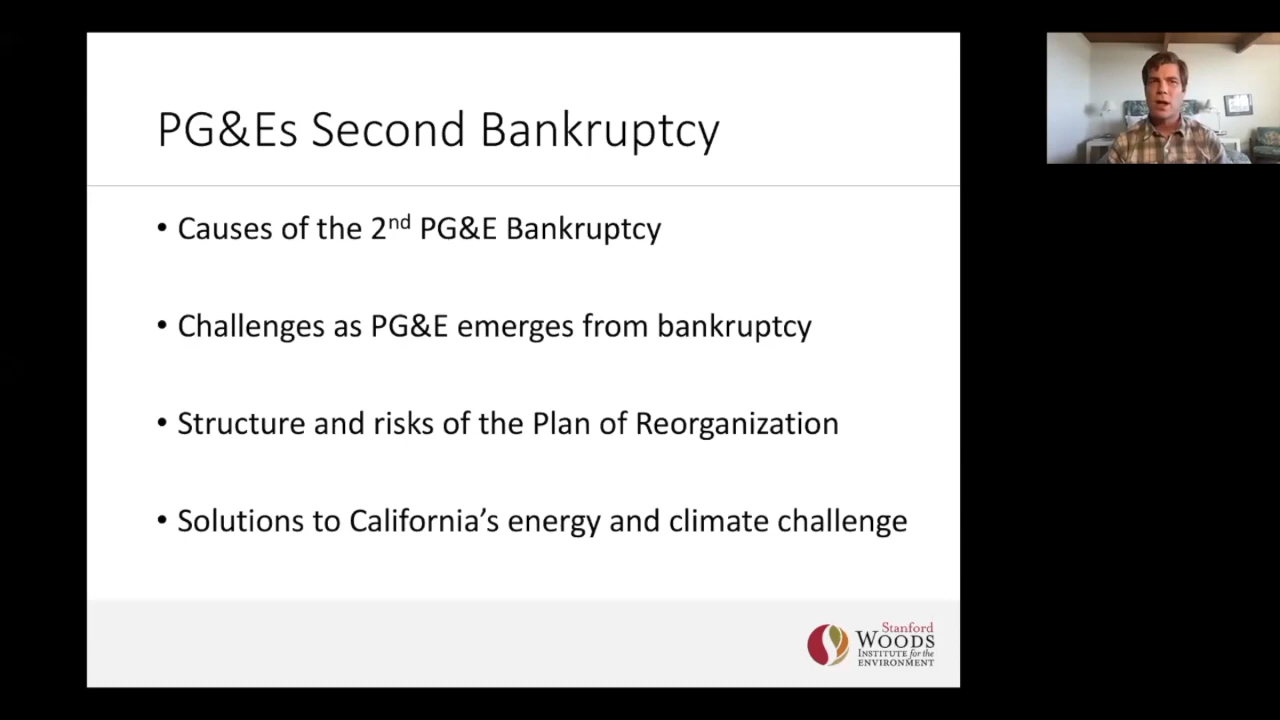 PG&Es Second Bankruptcy
• Causes of the 2nd PG&E Bankruptcy
• Challenges as PG&E emerges from bankruptcy
• Structure and risks of the Plan of Reorganization
• Solutions to California’s energy and climate challenge
Stanford
WOODS
INSTITUTE for the
ENVIRONMENT